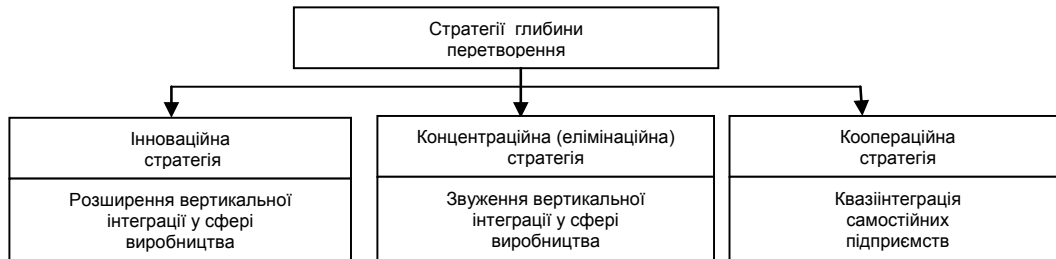 Стратегії глибини
перетворення
Інноваційна
стратегія
Розширення вертикальної
інтеграції у сфері
виробництва
Концентраційна (елімінаційна)
стратегія
Звуження вертикальної
інтеграції у сфері
виробництва
Коопераційна
стратегія
Квазіінтеграція
самостійних
підприємств